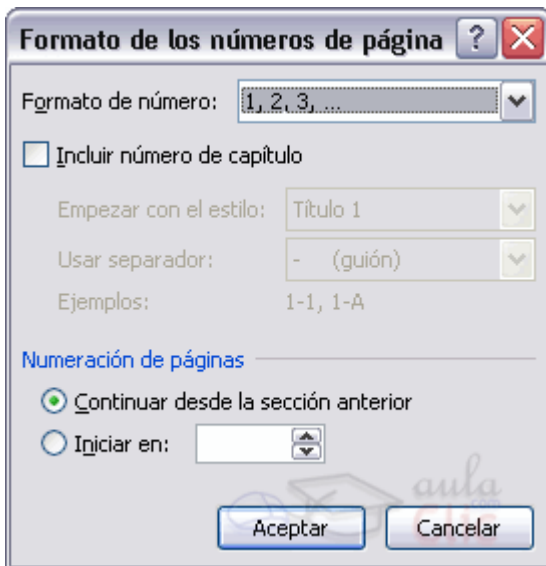 Formato de los números de página
Formato de número: 1, 2, 3, ...
Incluir número de capítulo
Empezar con el estilo: Título 1
Usar separador: - (guión)
Ejemplos: 1-1, 1-A
Numeración de páginas
Continuar desde la sección anterior
Iniciar en:
aula
.com
Clic
Aceptar Cancelar